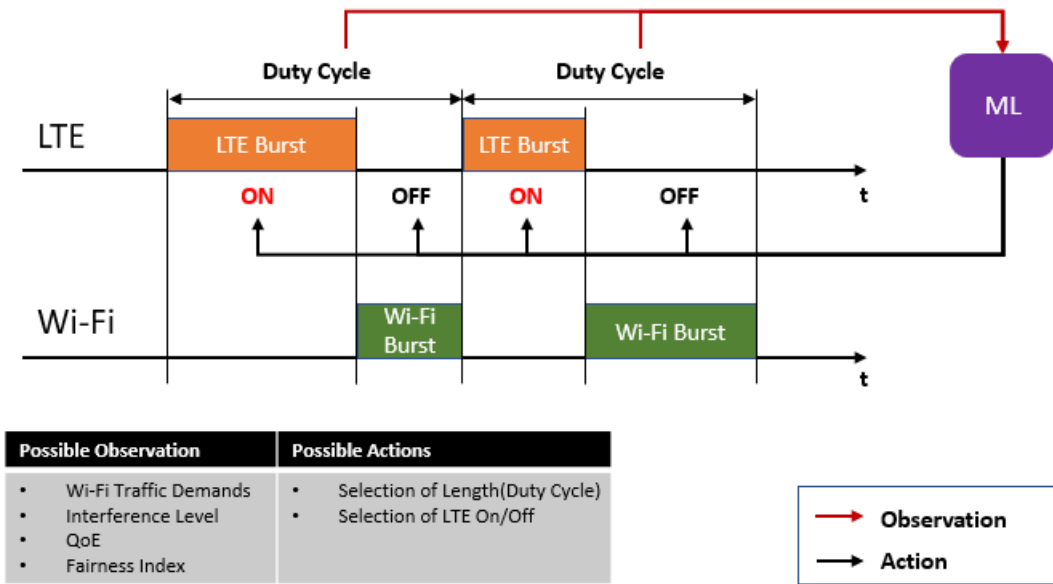 Duty Cycle
Duty Cycle
ML
LTE
LTE Burst
LTE Burst
ON
OFF
ON
OFF
t
Wi-Fi
Wi-Fi
Burst
Wi-Fi Burst
t
Possible Observation
Possible Actions
• Wi-Fi Traffic Demands
• Interference Level
• QoE
• Fairness Index
• Selection of Length(Duty Cycle)
• Selection of LTE On/Off
Observation
Action